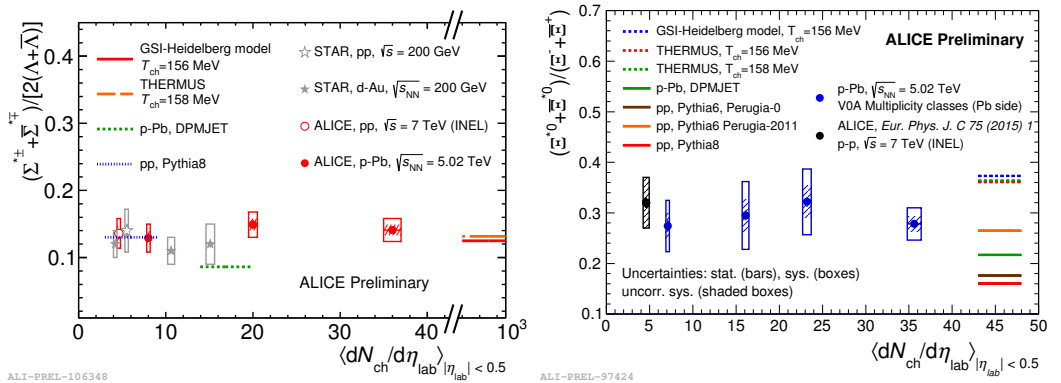 (Σ*± + Σ̅*∓)/[2(Λ+Λ̅)]
0.4
0.3
0.2
0.1
GSI-Heidelberg model
T_ch=156 MeV
THERMUS
T_ch=158 MeV
p-Pb, DPMJET
pp, Pythia8
STAR, pp, √s = 200 GeV
STAR, d-Au, √s_NN = 200 GeV
ALICE, pp, √s = 7 TeV (INEL)
ALICE, p-Pb, √s_NN = 5.02 TeV
ALICE Preliminary
0 10 20 30 40 10³
⟨dN_ch/dη_lab⟩_|η_lab| < 0.5
ALI-PREL-106348
(Ξ*0+Ξ̅*0)/(Ξ⁻+Ξ̅⁺)
0.7
0.6
0.5
0.4
0.3
0.2
0.1
0
GSI-Heidelberg model, T_ch=156 MeV
THERMUS, T_ch=156 MeV
THERMUS, T_ch=158 MeV
p-Pb, DPMJET
pp, Pythia6, Perugia-0
pp, Pythia6 Perugia-2011
pp, Pythia8
ALICE Preliminary
p-Pb, √s_NN = 5.02 TeV
V0A Multiplicity classes (Pb side)
ALICE, Eur. Phys. J. C 75 (2015) 1
p-p, √s = 7 TeV (INEL)
Uncertainties: stat. (bars), sys. (boxes)
uncorr. sys. (shaded boxes)
0 5 10 15 20 25 30 35 40 45 50
⟨dN_ch/dη_lab⟩_|η_lab| < 0.5
ALI-PREL-97424